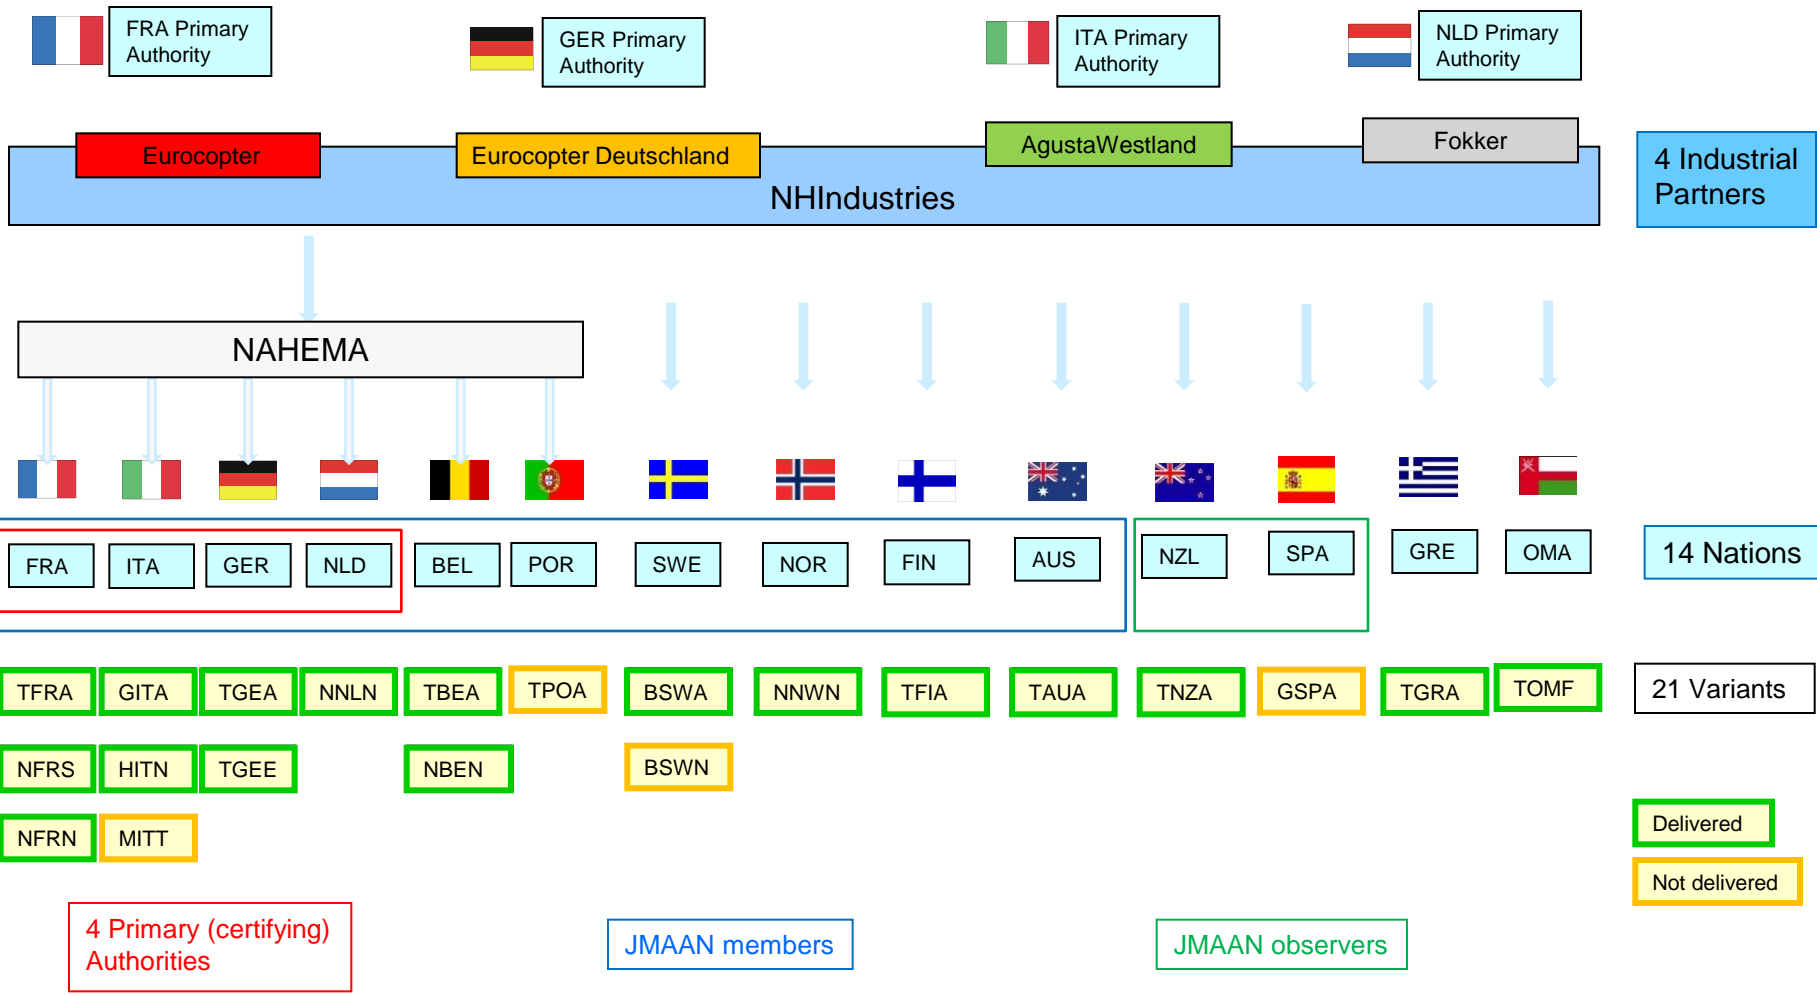 FRA Primary
Authority
GER Primary
Authority
ITA Primary
Authority
NLD Primary
Authority
Eurocopter
Eurocopter Deutschland
AgustaWestland
Fokker
NHIndustries
4 Industrial
Partners
NAHEMA
FRA
ITA
GER
NLD
BEL
POR
SWE
NOR
FIN
AUS
NZL
SPA
GRE
OMA
14 Nations
TFRA
GITA
TGEA
NNLN
TBEA
TPOA
BSWA
NNWN
TFIA
TAUA
TNZA
GSPA
TGRA
TOMF
21 Variants
NFRS
HITN
TGEE
NBEN
BSWN
NFRN
MITT
Delivered
Not delivered
4 Primary (certifying)
Authorities
JMAAN members
JMAAN observers